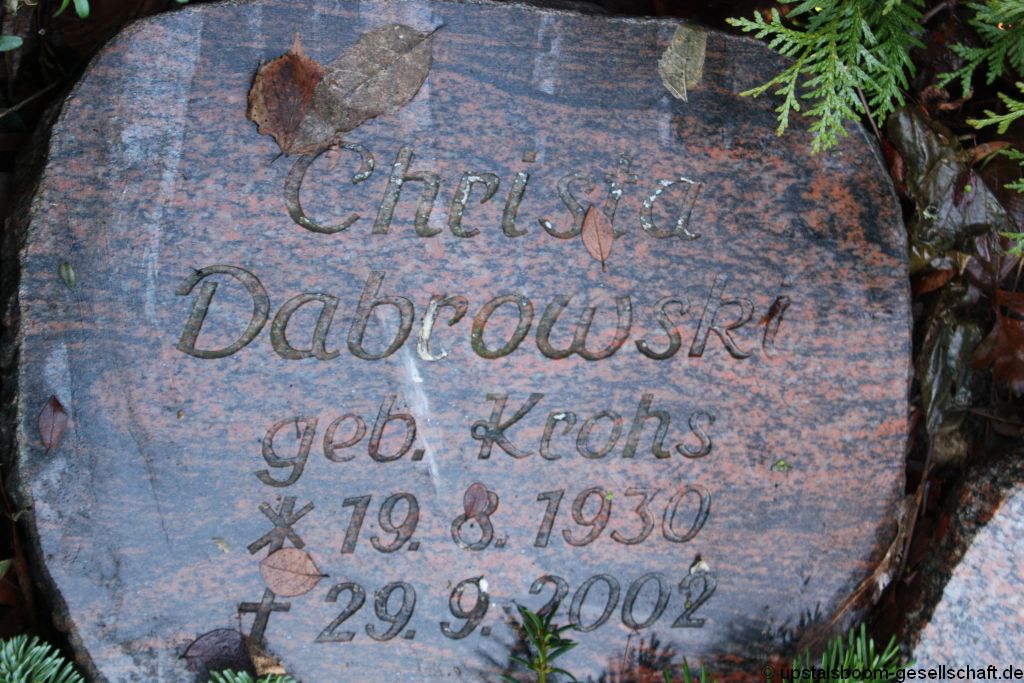 Christa
Dabrowski
geb. Krohs
* 19. 8. 1930
† 29. 9. 2002
© upstalsboom-gesellschaft.de